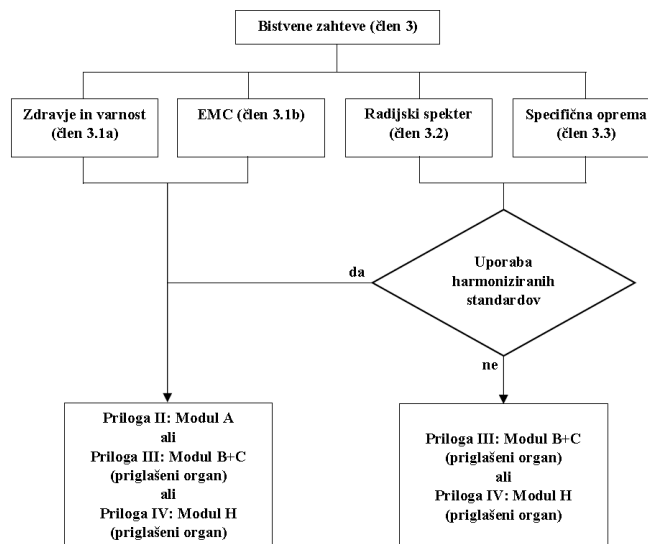 Bistvene zahteve (člen 3)
Zdravje in varnost
(člen 3.1a)
EMC (člen 3.1b)
Radijski spekter
(člen 3.2)
Specifična oprema
(člen 3.3)
Uporaba
harmoniziranih
standardov
da
ne
Priloga II: Modul A
ali
Priloga III: Modul B+C
(priglašeni organ)
ali
Priloga IV: Modul H
(priglašeni organ)
Priloga III: Modul B+C
(priglašeni organ)
ali
Priloga IV: Modul H
(priglašeni organ)